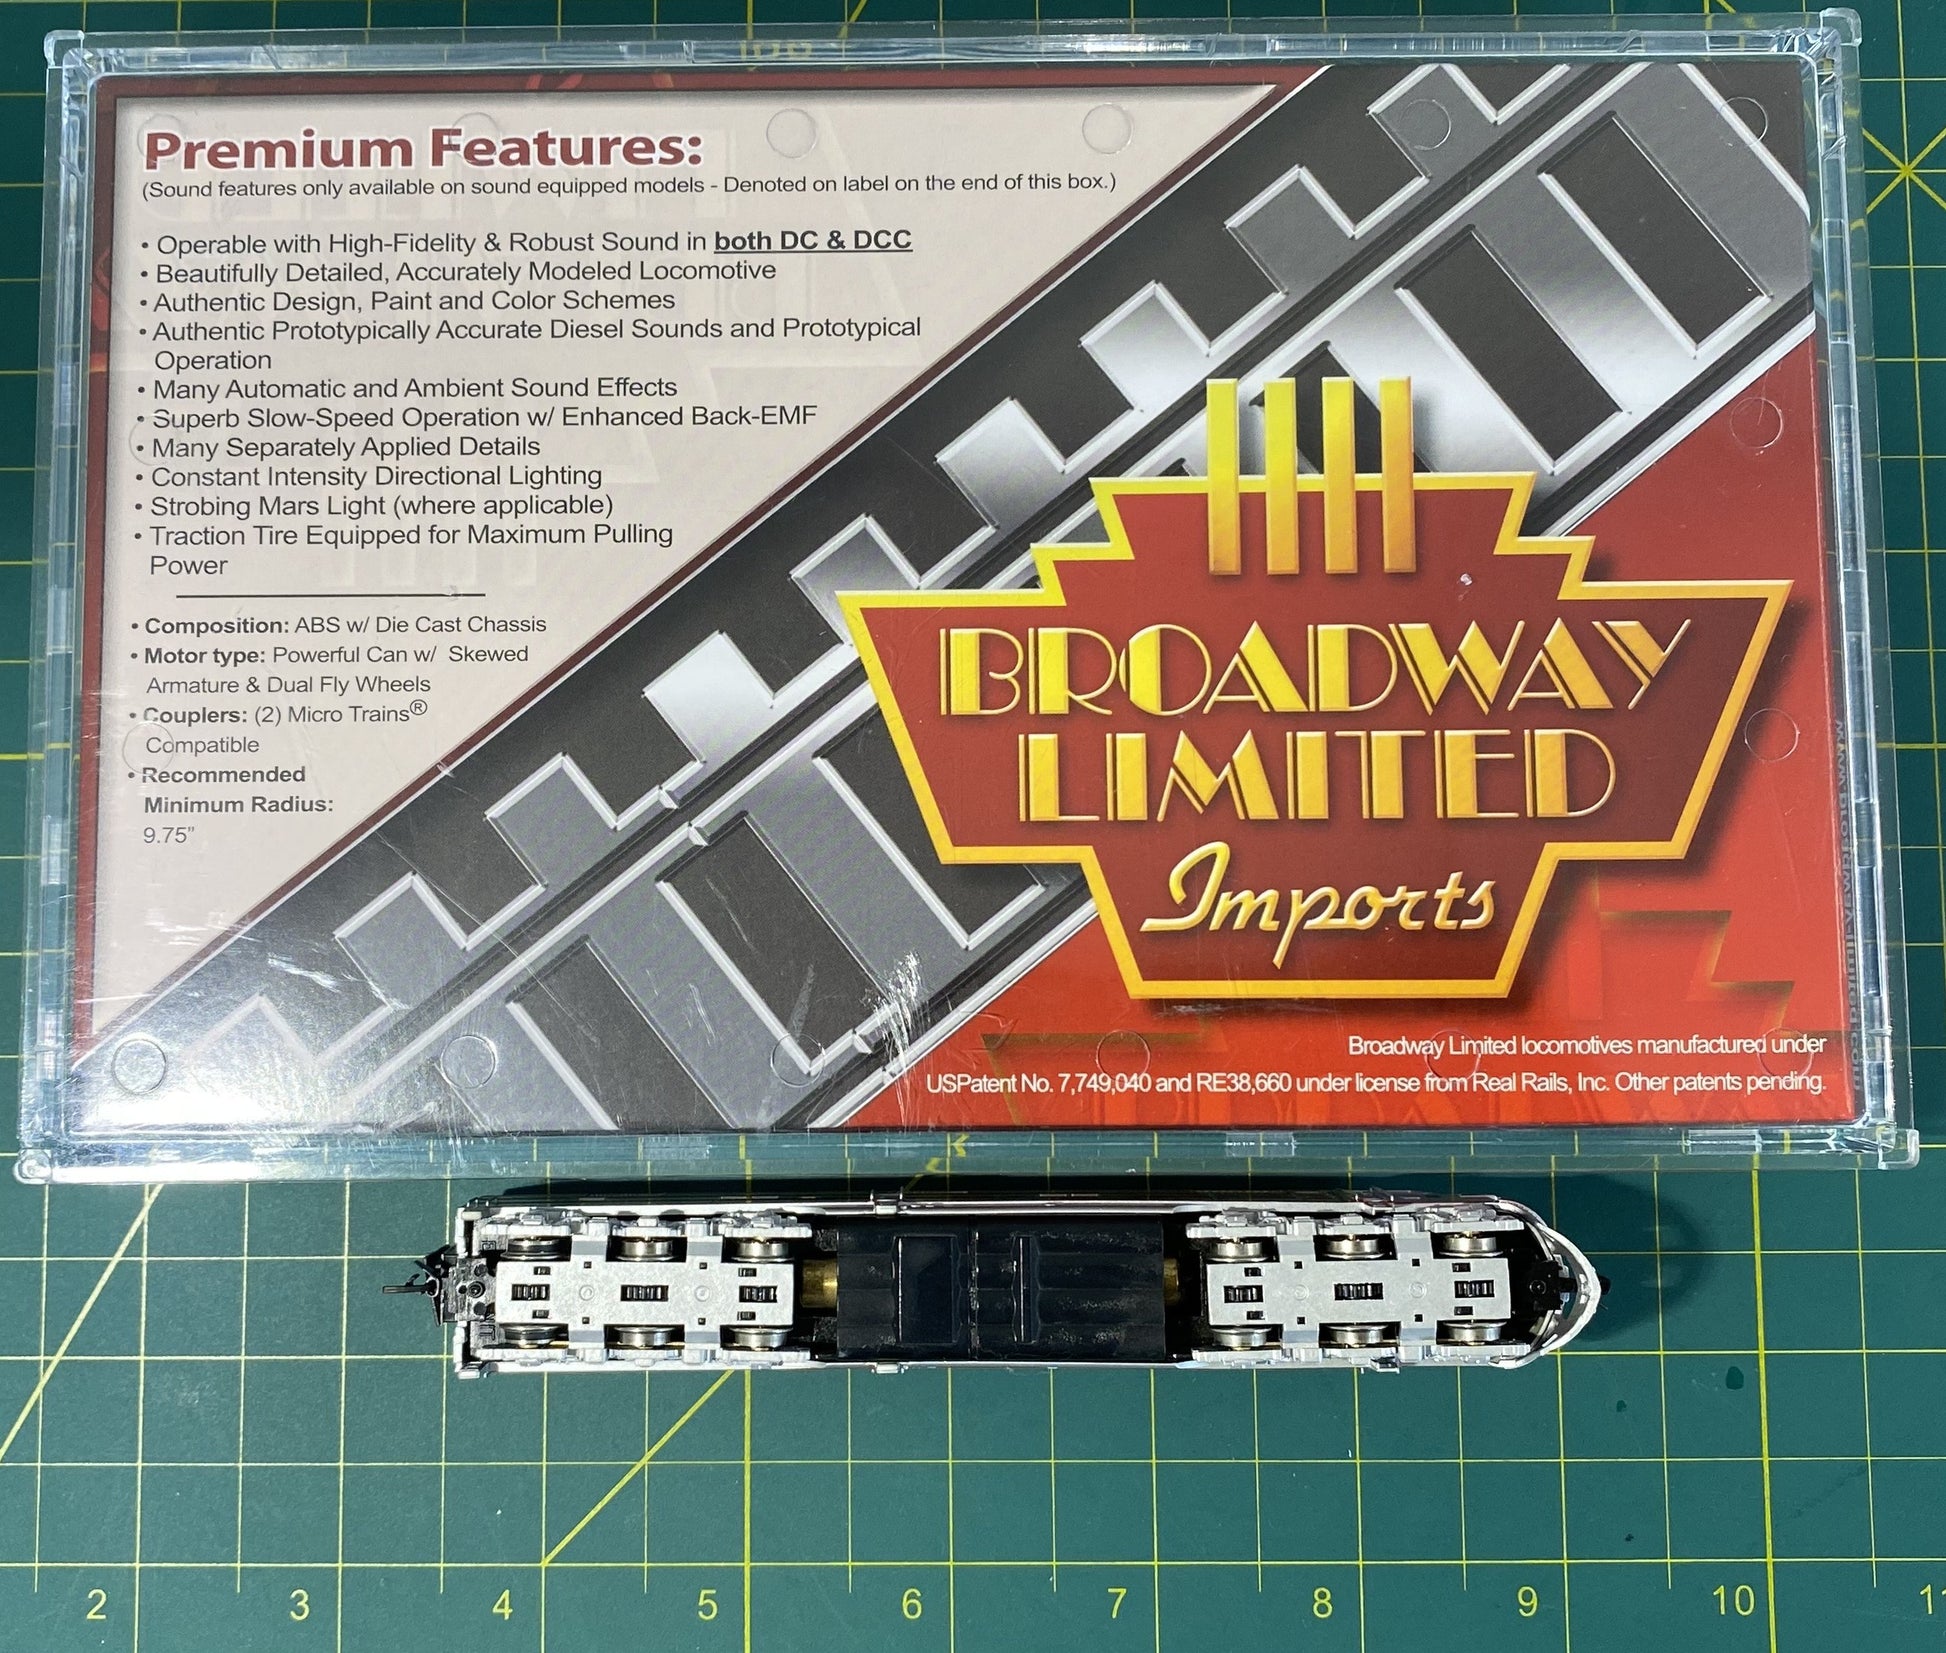 Premium Features:
(Sound features only available on sound equipped models - Denoted on label on the end of this box.)
• Operable with High-Fidelity & Robust Sound in both DC & DCC
• Beautifully Detailed, Accurately Modeled Locomotive
• Authentic Design, Paint and Color Schemes
• Authentic Prototypically Accurate Diesel Sounds and Prototypical
Operation
• Many Automatic and Ambient Sound Effects
• Superb Slow-Speed Operation w/ Enhanced Back-EMF
• Many Separately Applied Details
• Constant Intensity Directional Lighting
• Strobing Mars Light (where applicable)
• Traction Tire Equipped for Maximum Pulling
Power
• Composition: ABS w/ Die Cast Chassis
• Motor type: Powerful Can w/ Skewed
Armature & Dual Fly Wheels
• Couplers: (2) Micro Trains®
Compatible
• Recommended
Minimum Radius:
9.75"
BROADWAY
LIMITED
Imports
Broadway Limited locomotives manufactured under
USPatent No. 7,749,040 and RE38,660 under license from Real Rails, Inc. Other patents pending.
2 3 4 5 6 7 8 9 10 11